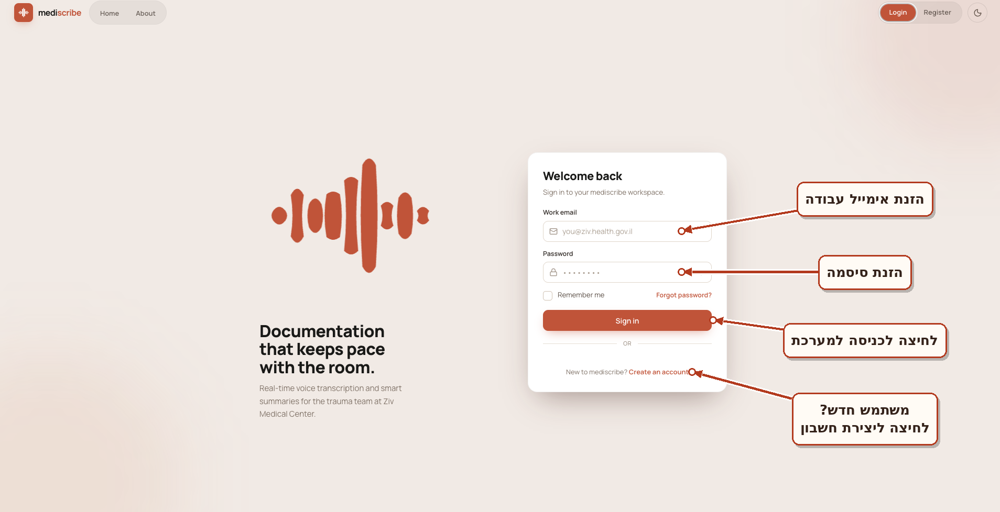 mediscribe
Home
About
Login
Register
Documentation
that keeps pace
with the room.
Real-time voice transcription and smart
summaries for the trauma team at Ziv
Medical Center.
Welcome back
Sign in to your mediscribe workspace.
Work email
you@ziv.health.gov.il
Password
••••••••
Remember me
Forgot password?
Sign in
OR
New to mediscribe? Create an account
הזנת אימייל עבודה
הזנת סיסמה
לחיצה לכניסה למערכת
משתמש חדש?
לחיצה ליצירת חשבון